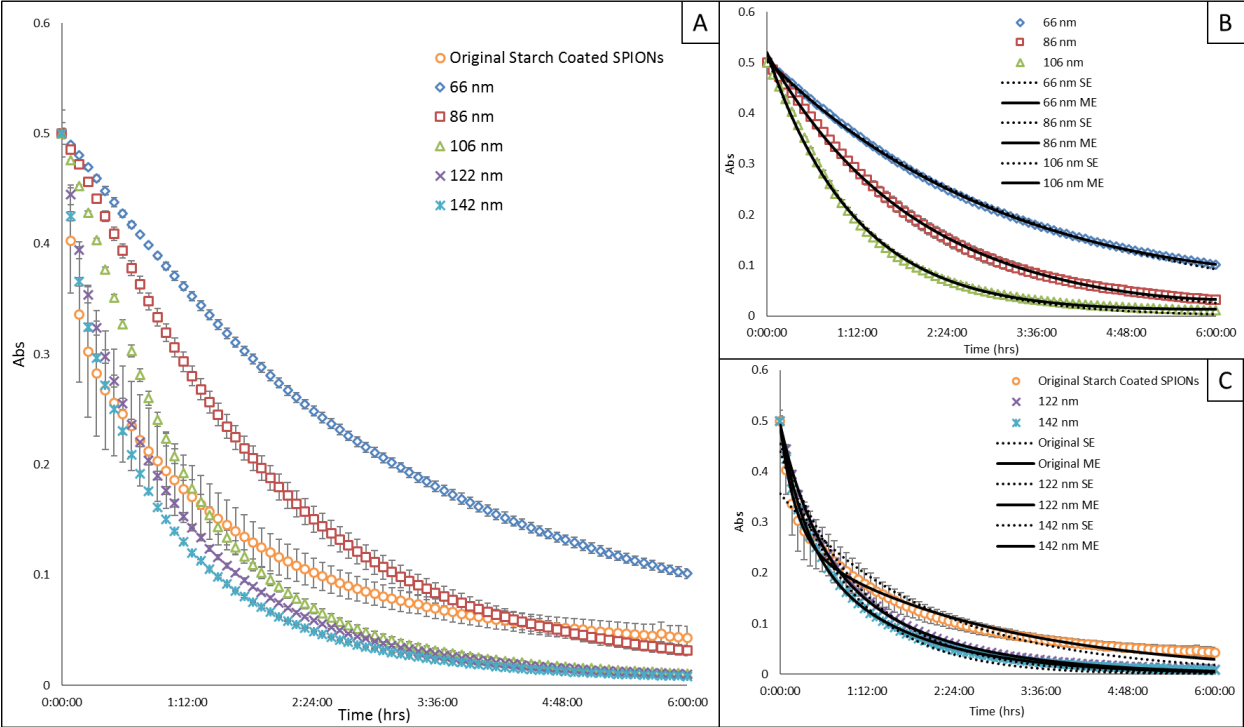 A
0.6
0.5
0.4
0.3
0.2
0.1
0
Abs
Original Starch Coated SPIONs
66 nm
86 nm
106 nm
122 nm
142 nm
0:00:00
1:12:00
2:24:00
3:36:00
4:48:00
6:00:00
Time (hrs)
B
0.6
0.5
0.4
0.3
0.2
0.1
0
Abs
66 nm
86 nm
106 nm
66 nm SE
66 nm ME
86 nm SE
86 nm ME
106 nm SE
106 nm ME
0:00:00
1:12:00
2:24:00
3:36:00
4:48:00
6:00:00
Time (hrs)
C
0.6
0.5
0.4
0.3
0.2
0.1
0
Abs
Original Starch Coated SPIONs
122 nm
142 nm
Original SE
Original ME
122 nm SE
122 nm ME
142 nm SE
142 nm ME
0:00:00
1:12:00
2:24:00
3:36:00
4:48:00
6:00:00
Time (hrs)